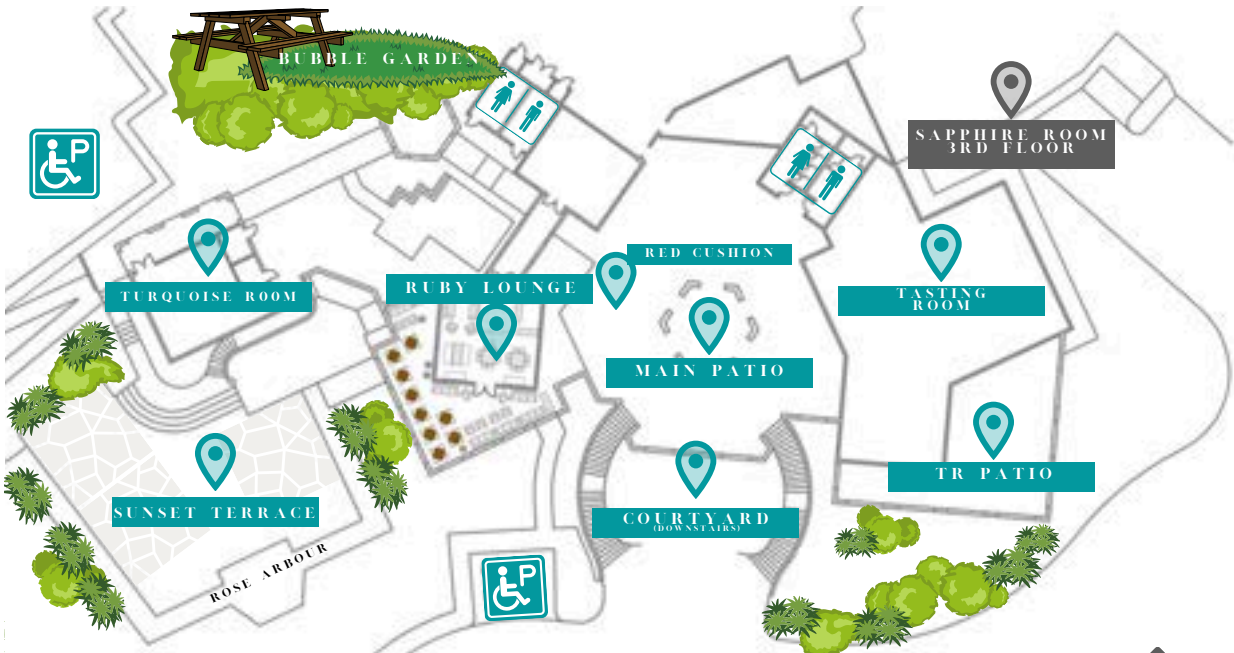 BUBBLE GARDEN
P
SAPPHIRE ROOM
3RD FLOOR
RED CUSHION
RUBY LOUNGE
TURQUOISE ROOM
TASTING
ROOM
MAIN PATIO
TR PATIO
SUNSET TERRACE
COURTYARD
(DOWNSTAIRS)
ROSE ARBOUR
P